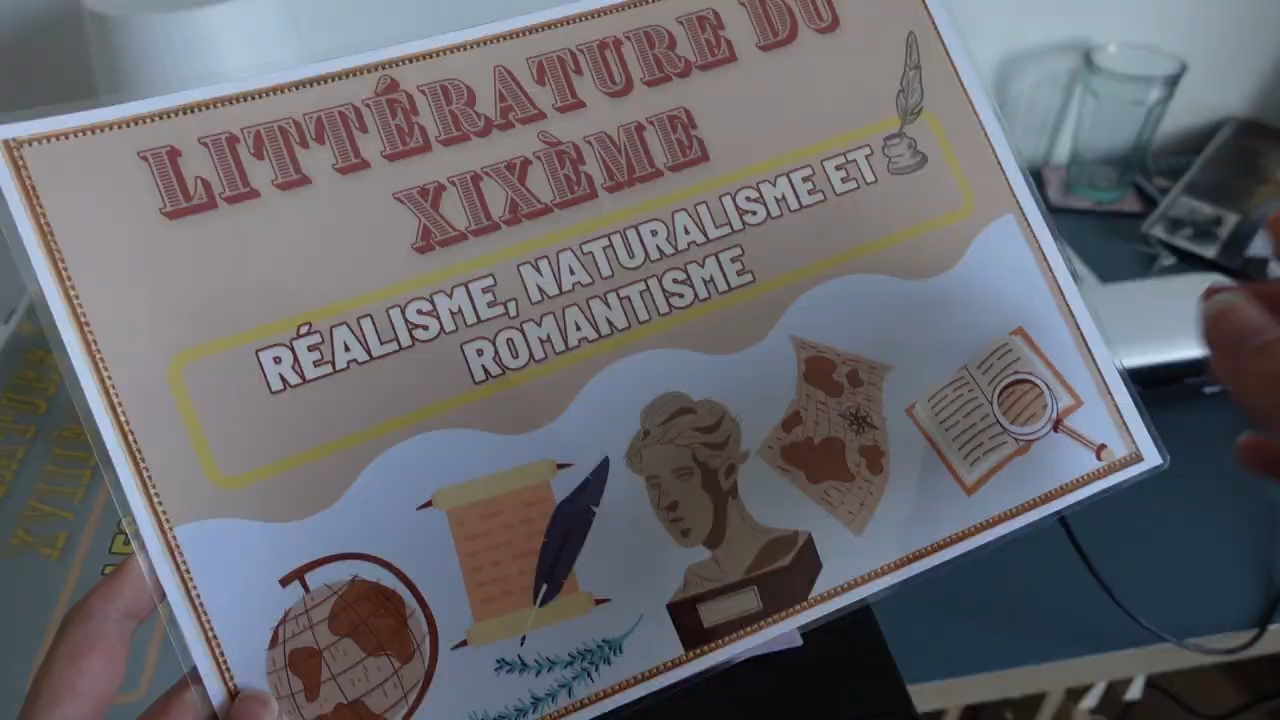 LITTÉRATURE DU
XIXÈME
RÉALISME, NATURALISME ET
ROMANTISME